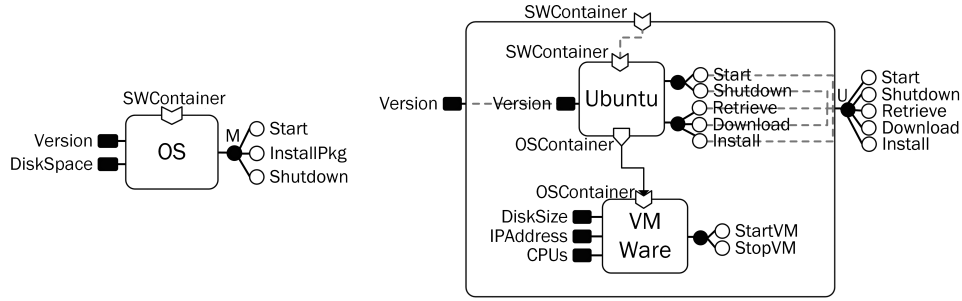 SWContainer
Version
DiskSpace
OS
M
Start
InstallPkg
Shutdown
SWContainer
SWContainer
Version
Version
Ubuntu
Start
Shutdown
Retrieve
Download
Install
U
Start
Shutdown
Retrieve
Download
Install
OSContainer
OSContainer
DiskSize
IPAddress
CPUs
VM
Ware
StartVM
StopVM